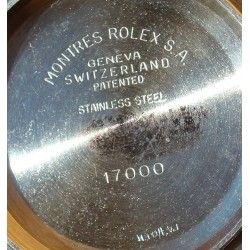 MONTRES ROLEX S.A.
GENEVA
SWITZERLAND
PATENTED
STAINLESS STEEL
17000